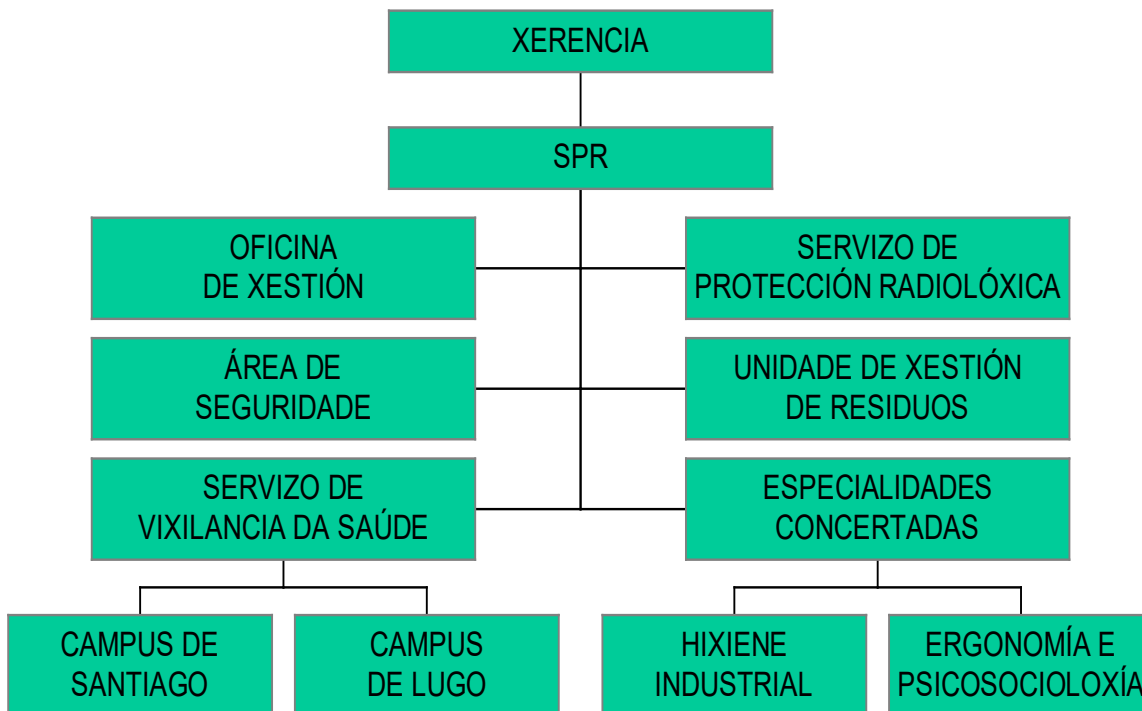 XERENCIA
SPR
OFICINA
DE XESTIÓN
SERVIZO DE
PROTECCIÓN RADIOLÓXICA
ÁREA DE
SEGURIDADE
UNIDADE DE XESTIÓN
DE RESIDUOS
SERVIZO DE
VIXILANCIA DA SAÚDE
ESPECIALIDADES
CONCERTADAS
CAMPUS DE
SANTIAGO
CAMPUS
DE LUGO
HIXIENE
INDUSTRIAL
ERGONOMÍA E
PSICOSOCIOLOXÍA